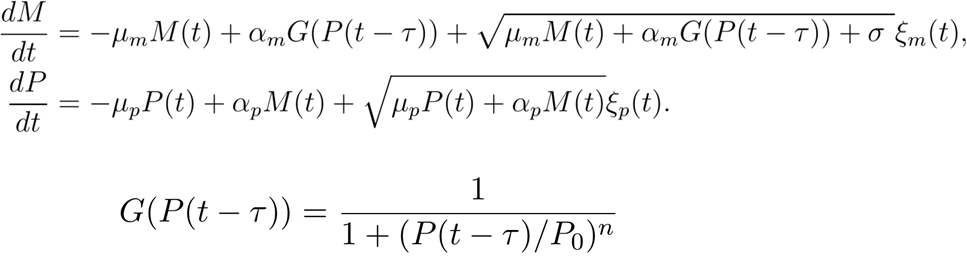 dM/dt = −μ_m M(t) + α_m G(P(t − τ)) + √(μ_m M(t) + α_m G(P(t − τ)) + σ) ξ_m(t),
dP/dt = −μ_p P(t) + α_p M(t) + √(μ_p P(t) + α_p M(t)) ξ_p(t).
G(P(t − τ)) = 1/(1 + (P(t − τ)/P_0)^n)